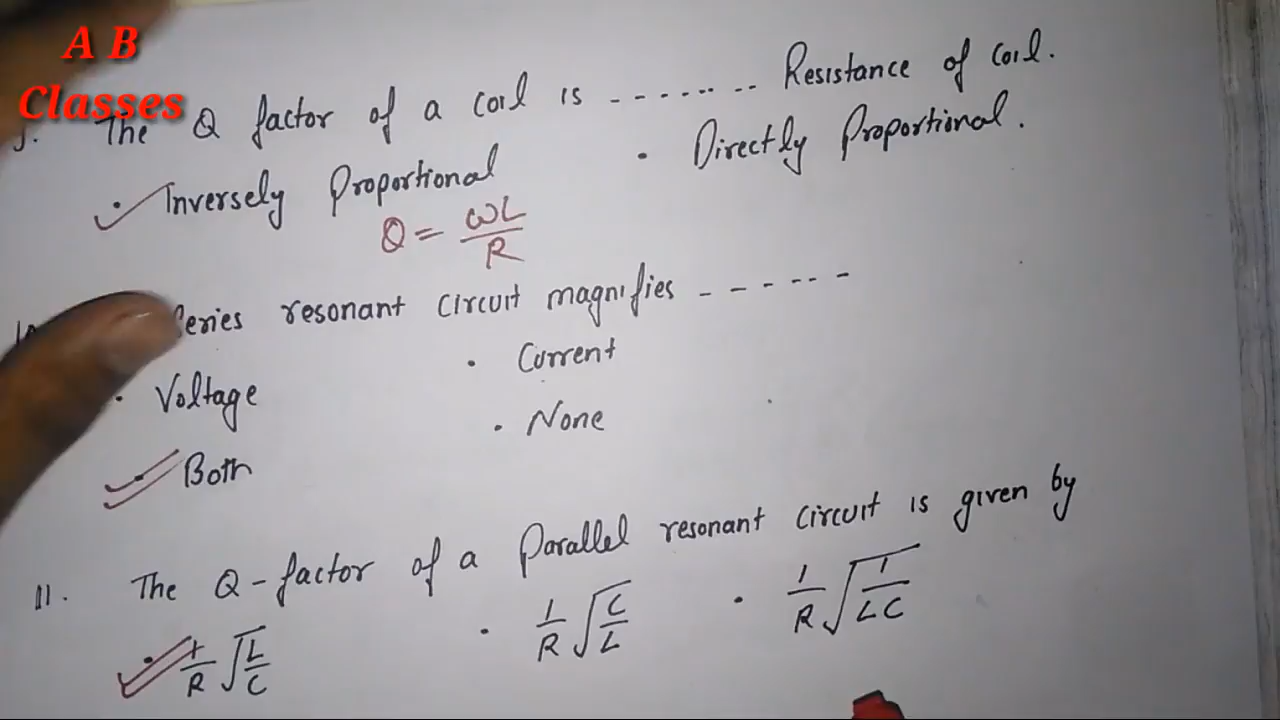 A B
Classes
The Q factor of a coil is -------- Resistance of coil.
• Inversely Proportional • Directly Proportional.
Q = ωL/R
Series resonant circuit magnifies ------
• Voltage • Current
• Both • None
11. The Q-factor of a parallel resonant circuit is given by
• 1/R √L/C • 1/R √C/L • 1/R √1/LC